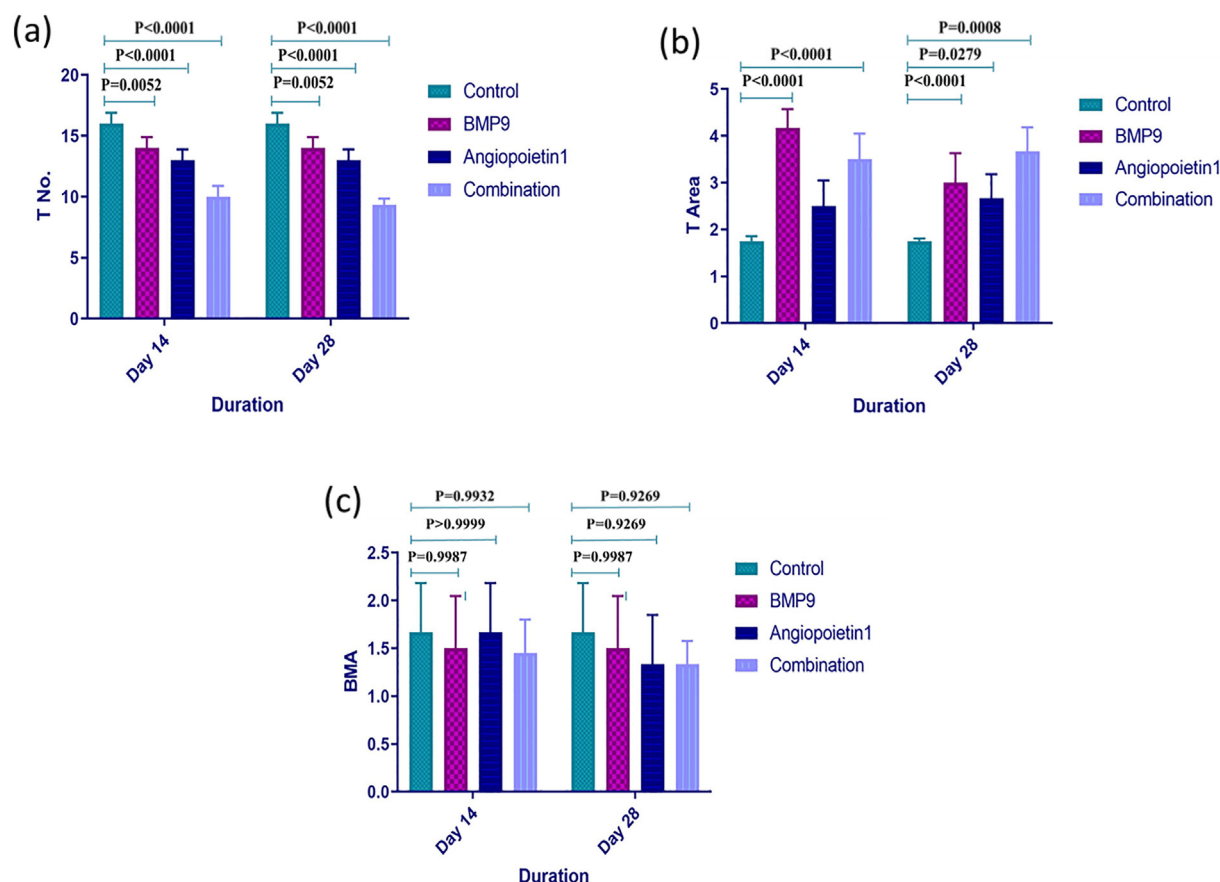 (a)
P<0.0001
P<0.0001
P=0.0052
P<0.0001
P<0.0001
P=0.0052
20
15
10
5
0
T No.
Day 14
Day 28
Duration
Control
BMP9
Angiopoietin1
Combination
(b)
P<0.0001
P<0.0001
P=0.0008
P=0.0279
P<0.0001
5
4
3
2
1
0
T Area
Day 14
Day 28
Duration
Control
BMP9
Angiopoietin1
Combination
(c)
P=0.9932
P>0.9999
P=0.9987
P=0.9269
P=0.9269
P=0.9987
2.5
2.0
1.5
1.0
0.5
0.0
BMA
Day 14
Day 28
Duration
Control
BMP9
Angiopoietin1
Combination